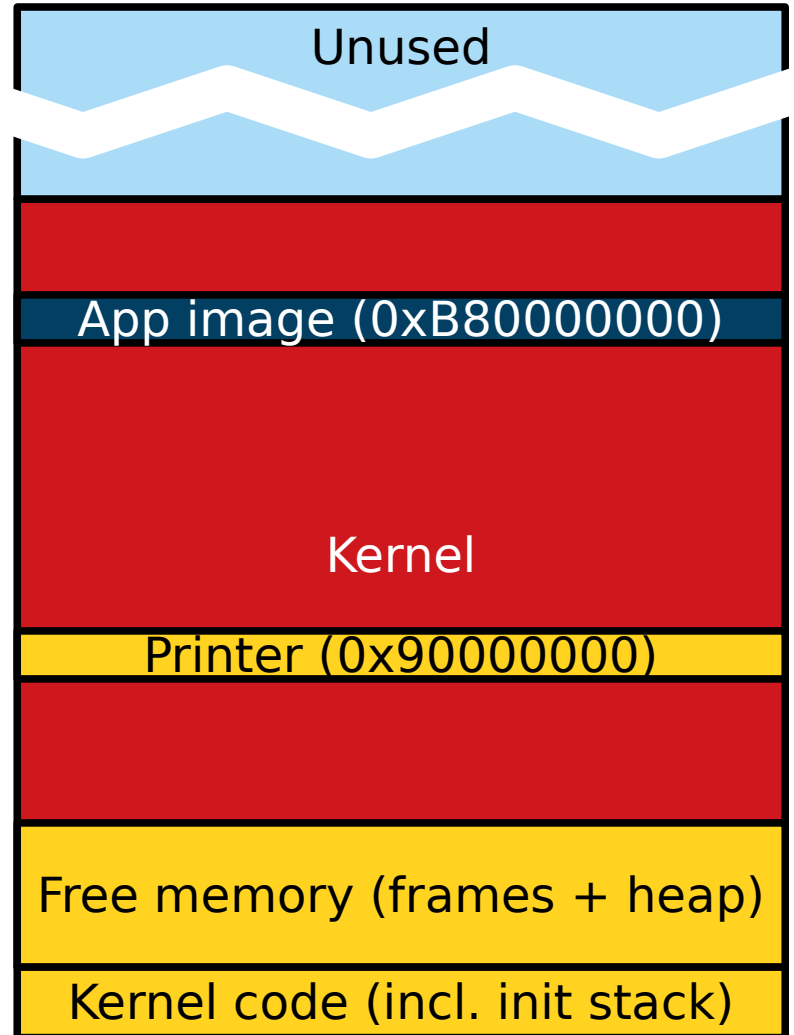 Unused
App image (0xB80000000)
Kernel
Printer (0x90000000)
Free memory (frames + heap)
Kernel code (incl. init stack)